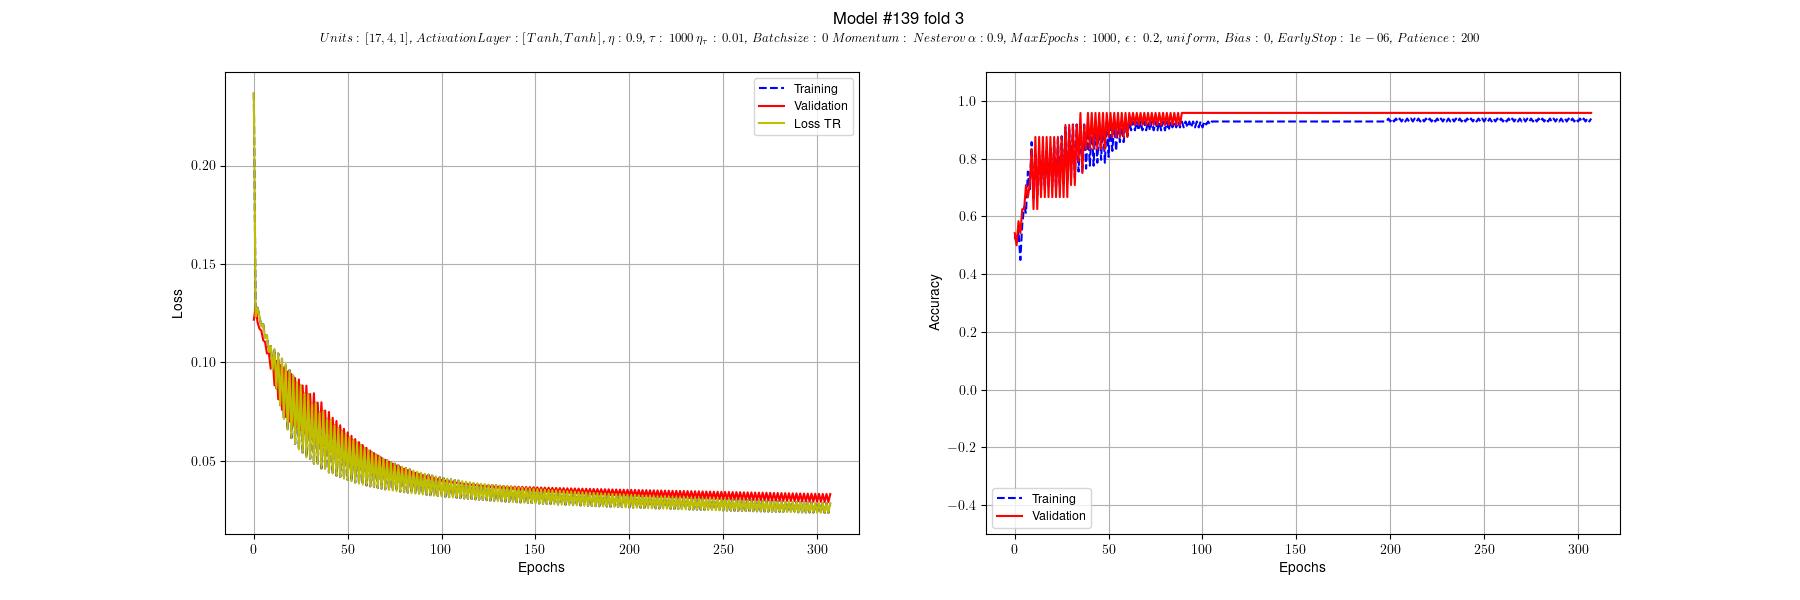 Model #139 fold 3
Units : [17, 4, 1], ActivationLayer : [Tanh, Tanh], η : 0.9, τ : 1000 ητ : 0.01, Batchsize : 0 Momentum : Nesterov α : 0.9, MaxEpochs : 1000, ϵ : 0.2, uniform, Bias : 0, EarlyStop : 1e − 06, Patience : 200
Training
Validation
Loss TR
0.20
0.15
0.10
0.05
Loss
0 50 100 150 200 250 300
Epochs
1.0
0.8
0.6
0.4
0.2
0.0
−0.2
−0.4
Accuracy
Training
Validation
0 50 100 150 200 250 300
Epochs